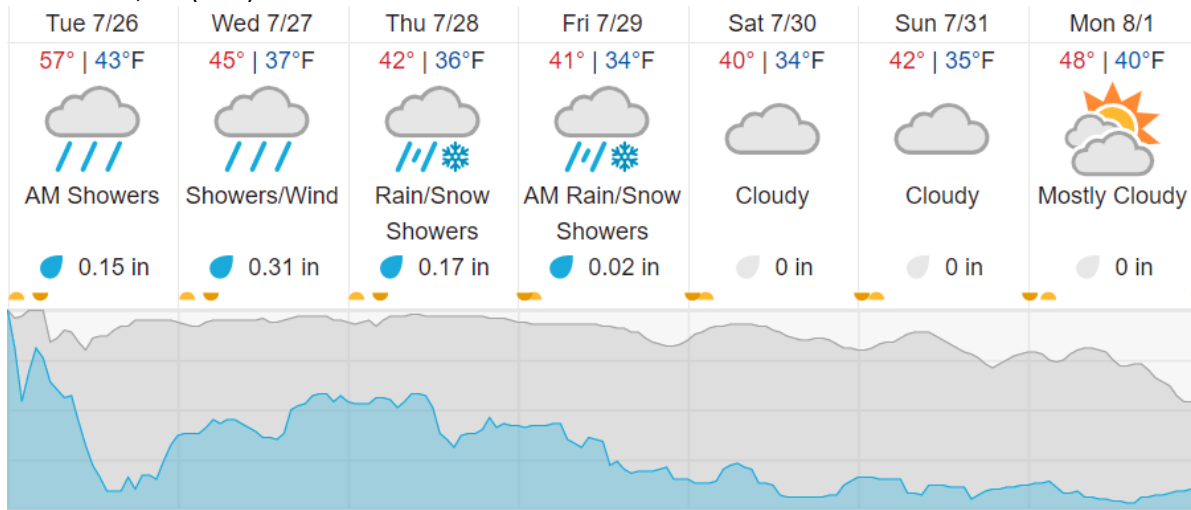 Tue 7/26
Wed 7/27
Thu 7/28
Fri 7/29
Sat 7/30
Sun 7/31
Mon 8/1
57° | 43°F
45° | 37°F
42° | 36°F
41° | 34°F
40° | 34°F
42° | 35°F
48° | 40°F
AM Showers
Showers/Wind
Rain/Snow
Showers
AM Rain/Snow
Showers
Cloudy
Cloudy
Mostly Cloudy
0.15 in
0.31 in
0.17 in
0.02 in
0 in
0 in
0 in